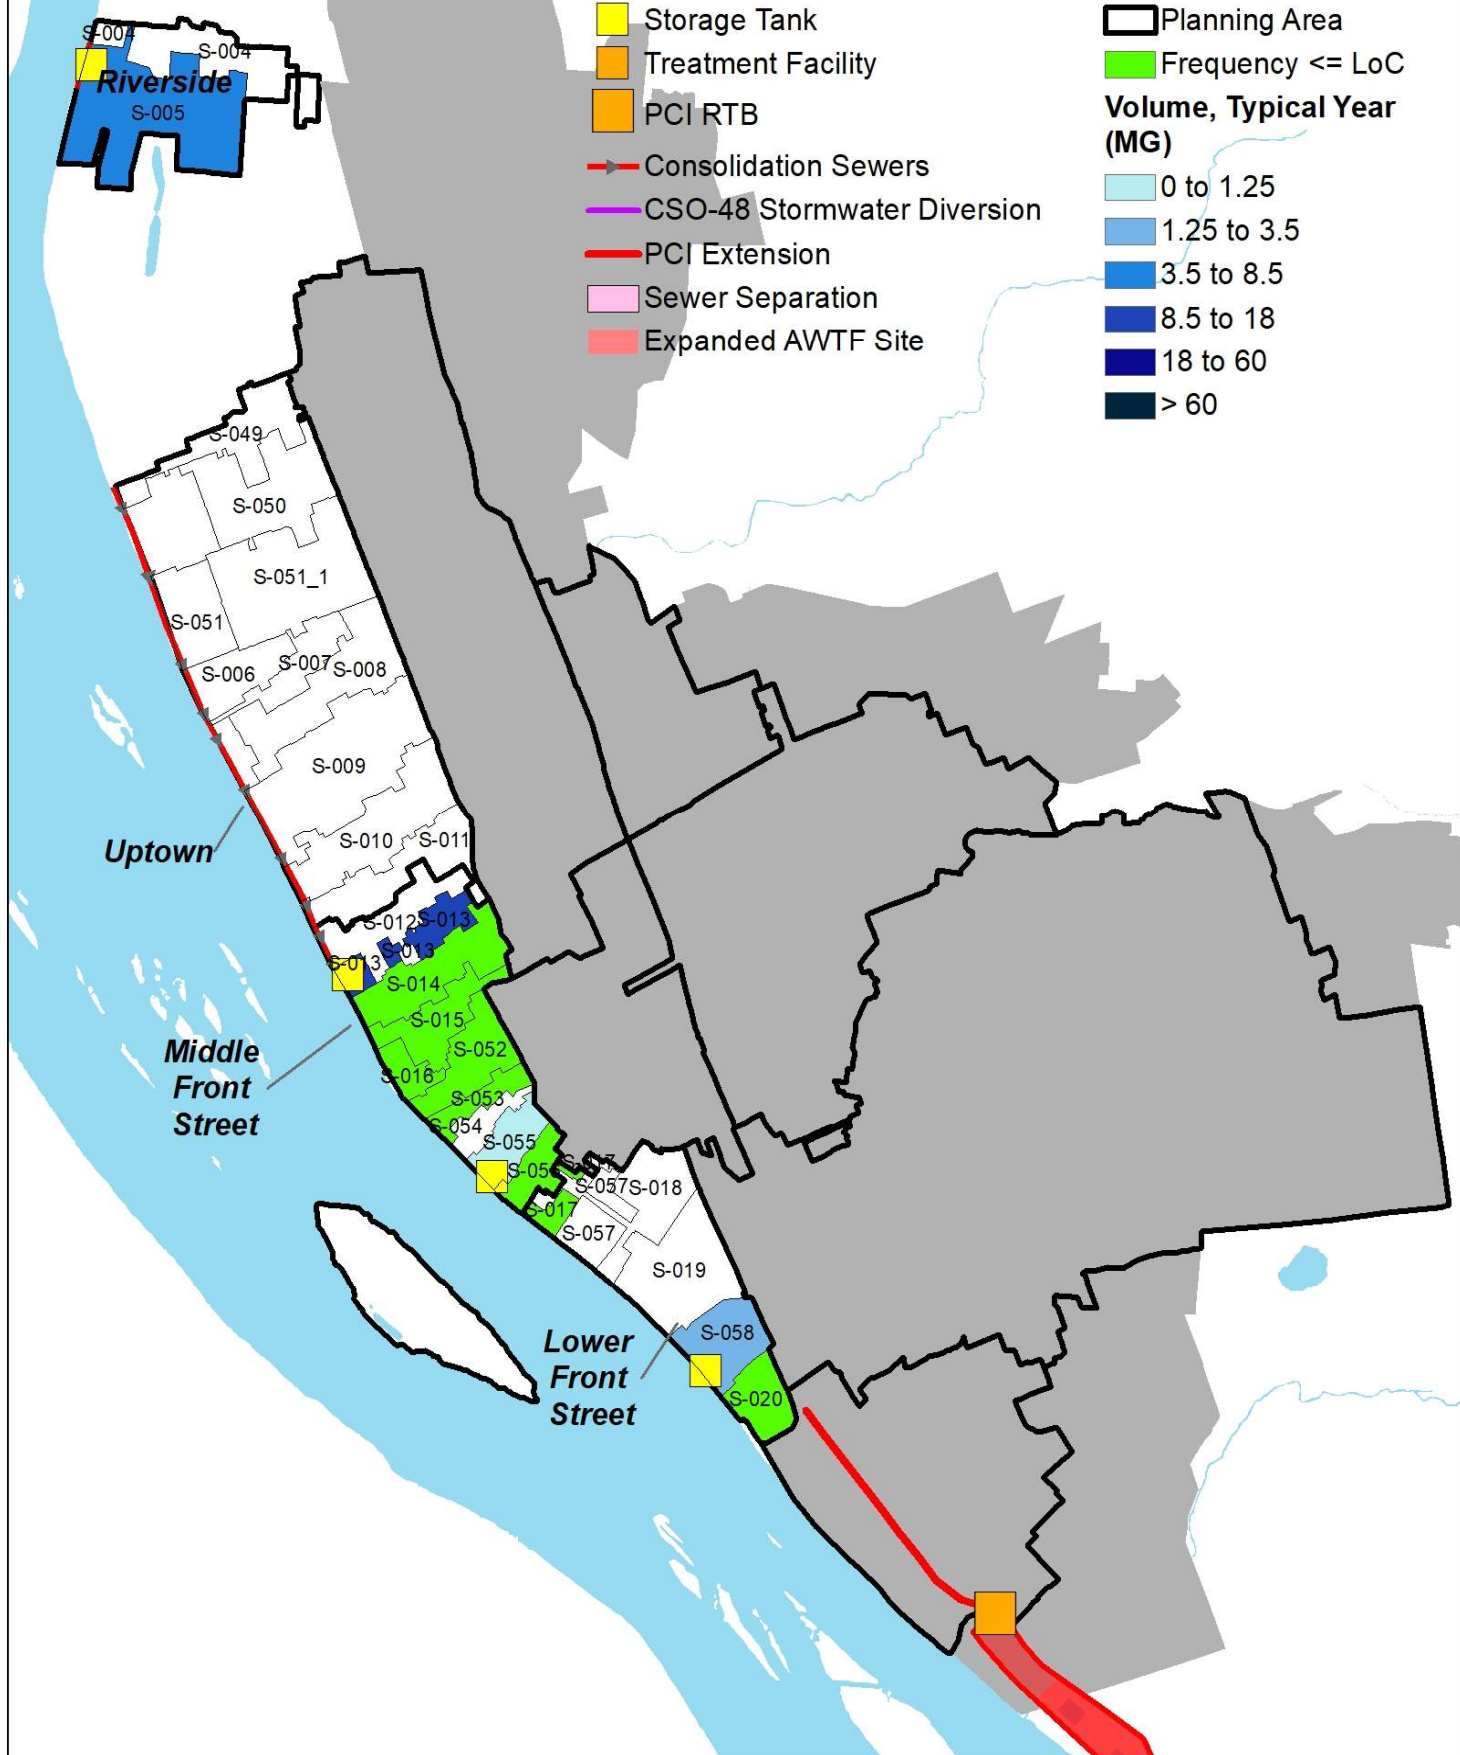 Storage Tank
Treatment Facility
PCI RTB
Consolidation Sewers
CSO-48 Stormwater Diversion
PCI Extension
Sewer Separation
Expanded AWTF Site
Planning Area
Frequency <= LoC
Volume, Typical Year
(MG)
0 to 1.25
1.25 to 3.5
3.5 to 8.5
8.5 to 18
18 to 60
> 60
S-004
S-004
Riverside
S-005
S-049
S-050
S-051_1
S-051
S-006
S-007
S-008
S-009
S-010
S-011
Uptown
S-012
S-013
S-013
S-013
S-014
S-015
S-052
S-016
S-053
S-054
S-055
Middle
Front
Street
S-017
S-057
S-018
S-017
S-057
S-019
S-058
S-020
Lower
Front
Street